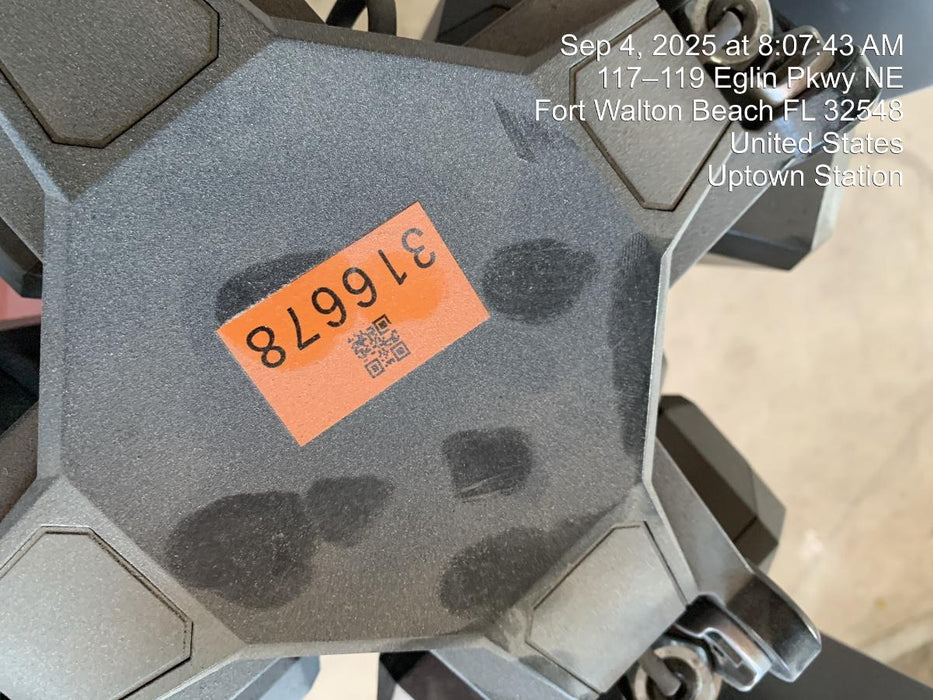 Sep 4, 2025 at 8:07:43 AM
117–119 Eglin Pkwy NE
Fort Walton Beach FL 32548
United States
Uptown Station
316678